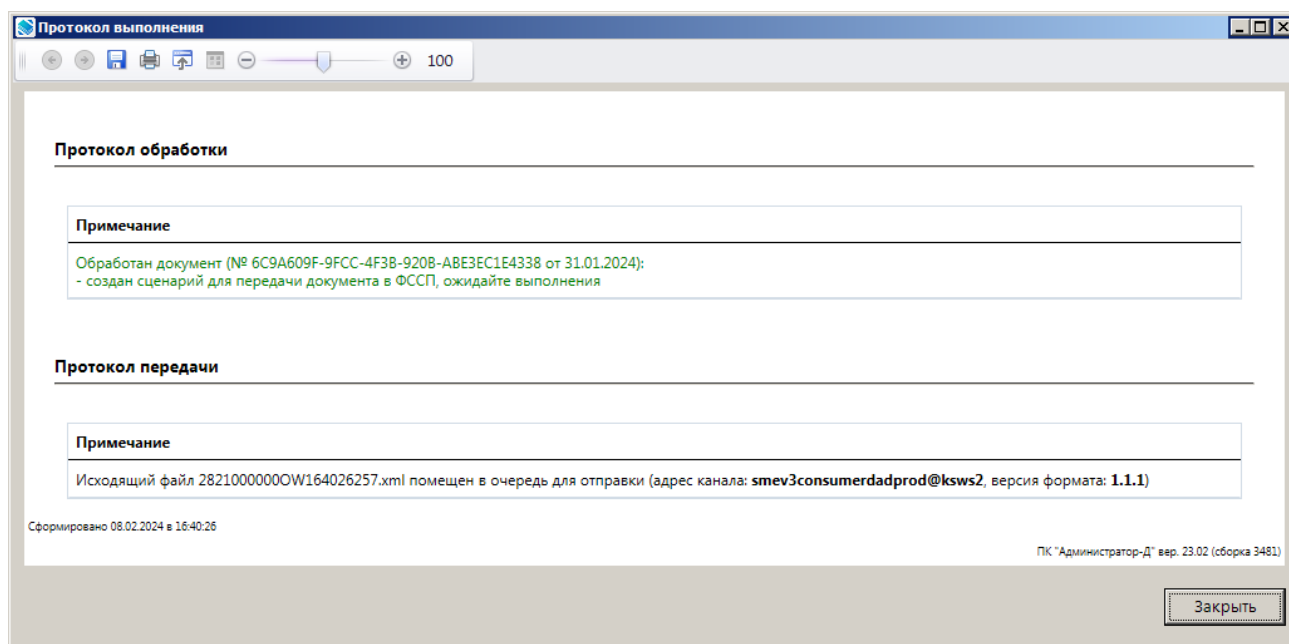 Протокол выполнения
100
Протокол обработки
Примечание
Обработан документ (№ 6C9A609F-9FCC-4F3B-920B-ABE3EC1E4338 от 31.01.2024):
- создан сценарий для передачи документа в ФССП, ожидайте выполнения
Протокол передачи
Примечание
Исходящий файл 2821000000OW164026257.xml помещен в очередь для отправки (адрес канала: smev3consumerdadprod@ksws2, версия формата: 1.1.1)
Сформировано 08.02.2024 в 16:40:26
ПК "Администратор-Д" вер. 23.02 (сборка 3481)
Закрыть